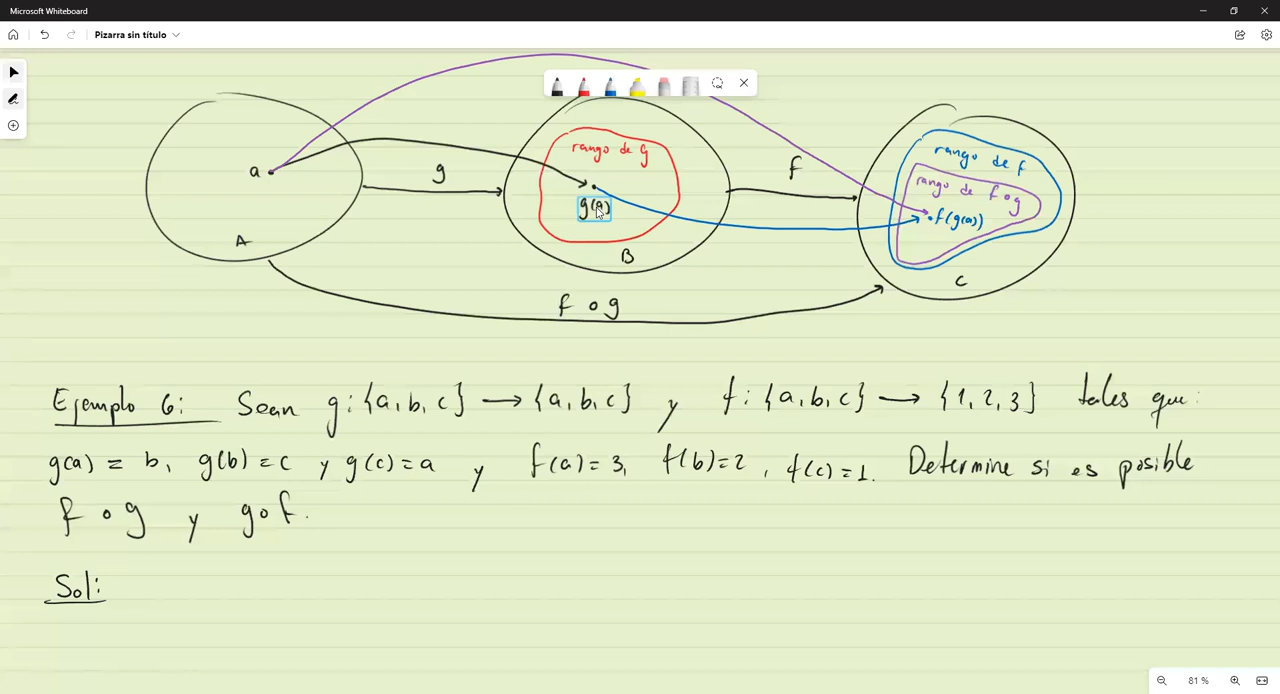 Microsoft Whiteboard
Pizarra sin título
a
g
A
rango de g
g(a)
B
f
rango de f
rango de f o g
f(g(a))
C
f o g
Ejemplo 6: Sean g : {a, b, c} → {a, b, c} y f : {a, b, c} → {1, 2, 3} tales que:
g(a) = b, g(b) = c y g(c) = a y f(a) = 3, f(b) = 2, f(c) = 1. Determine si es posible
f o g y g o f.
Sol:
81 %